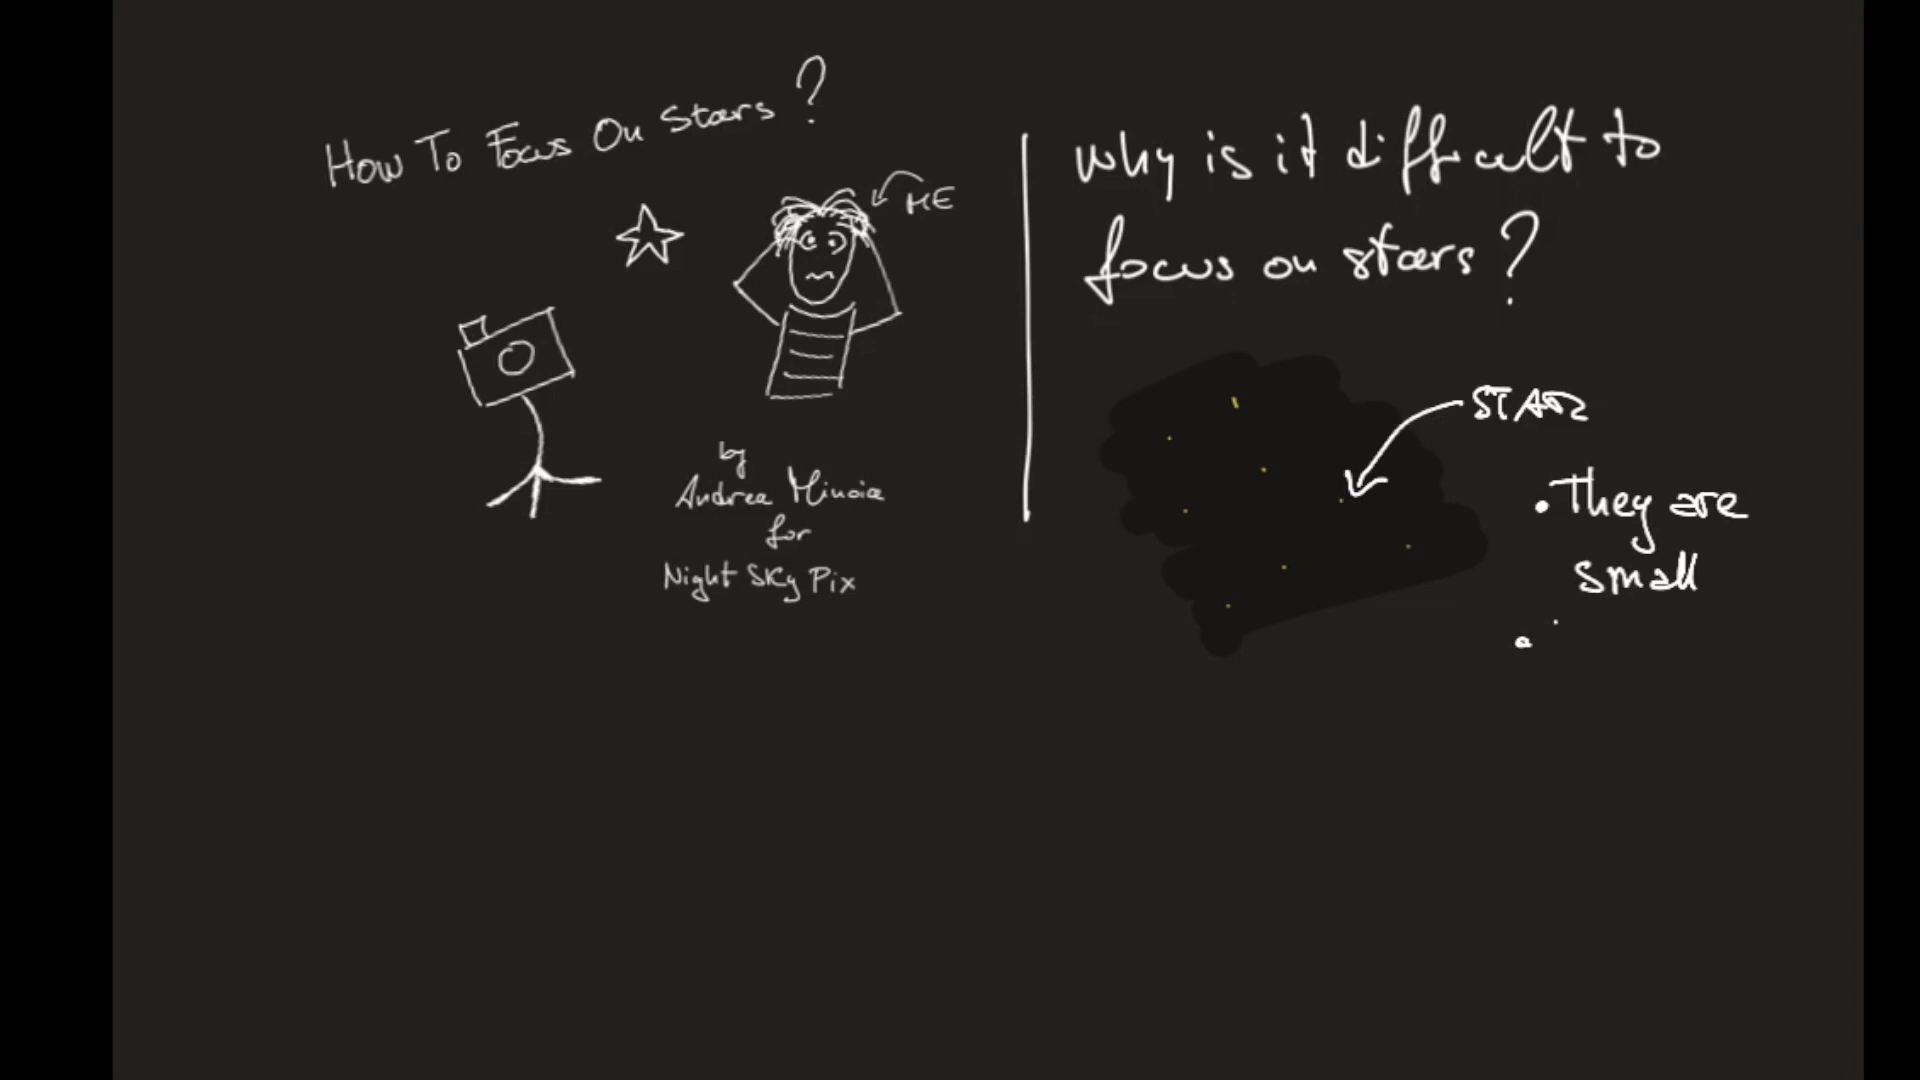 How To Focus On Stars?
ME
by
Andrea Minoia
for
Night Sky Pix
why is it difficult to
focus on stars?
STAR
• They are
small
•